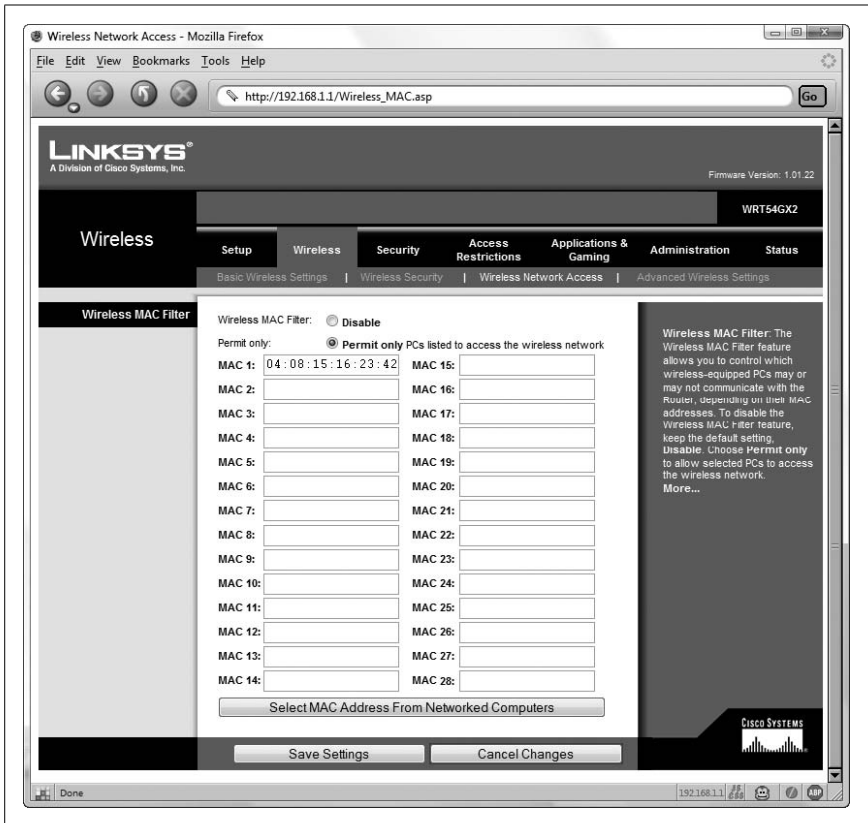 Wireless Network Access - Mozilla Firefox
File Edit View Bookmarks Tools Help
http://192.168.1.1/Wireless_MAC.asp
Go
LINKSYS®
A Division of Cisco Systems, Inc.
Firmware Version: 1.01.22
WRT54GX2
Wireless
Setup Wireless Security Access Restrictions Applications & Gaming Administration Status
Basic Wireless Settings | Wireless Security | Wireless Network Access | Advanced Wireless Settings
Wireless MAC Filter
Wireless MAC Filter: Disable
Permit only: Permit only PCs listed to access the wireless network
MAC 1: 04:08:15:16:23:42 MAC 15:
MAC 2: MAC 16:
MAC 3: MAC 17:
MAC 4: MAC 18:
MAC 5: MAC 19:
MAC 6: MAC 20:
MAC 7: MAC 21:
MAC 8: MAC 22:
MAC 9: MAC 23:
MAC 10: MAC 24:
MAC 11: MAC 25:
MAC 12: MAC 26:
MAC 13: MAC 27:
MAC 14: MAC 28:
Select MAC Address From Networked Computers
Wireless MAC Filter: The
Wireless MAC Filter feature
allows you to control which
wireless-equipped PCs may or
may not communicate with the
Router, depending on their MAC
addresses. To disable the
Wireless MAC Filter feature,
keep the default setting,
Disable. Choose Permit only
to allow selected PCs to access
the wireless network.
More...
CISCO SYSTEMS
Save Settings Cancel Changes
Done
192.168.1.1
JS
CSS
ABP